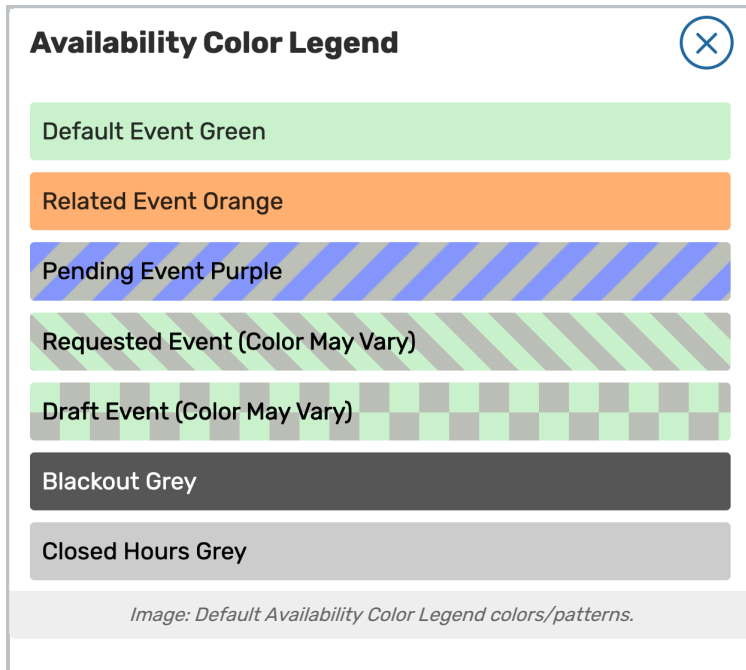 Availability Color Legend
Default Event Green
Related Event Orange
Pending Event Purple
Requested Event (Color May Vary)
Draft Event (Color May Vary)
Blackout Grey
Closed Hours Grey
Image: Default Availability Color Legend colors/patterns.